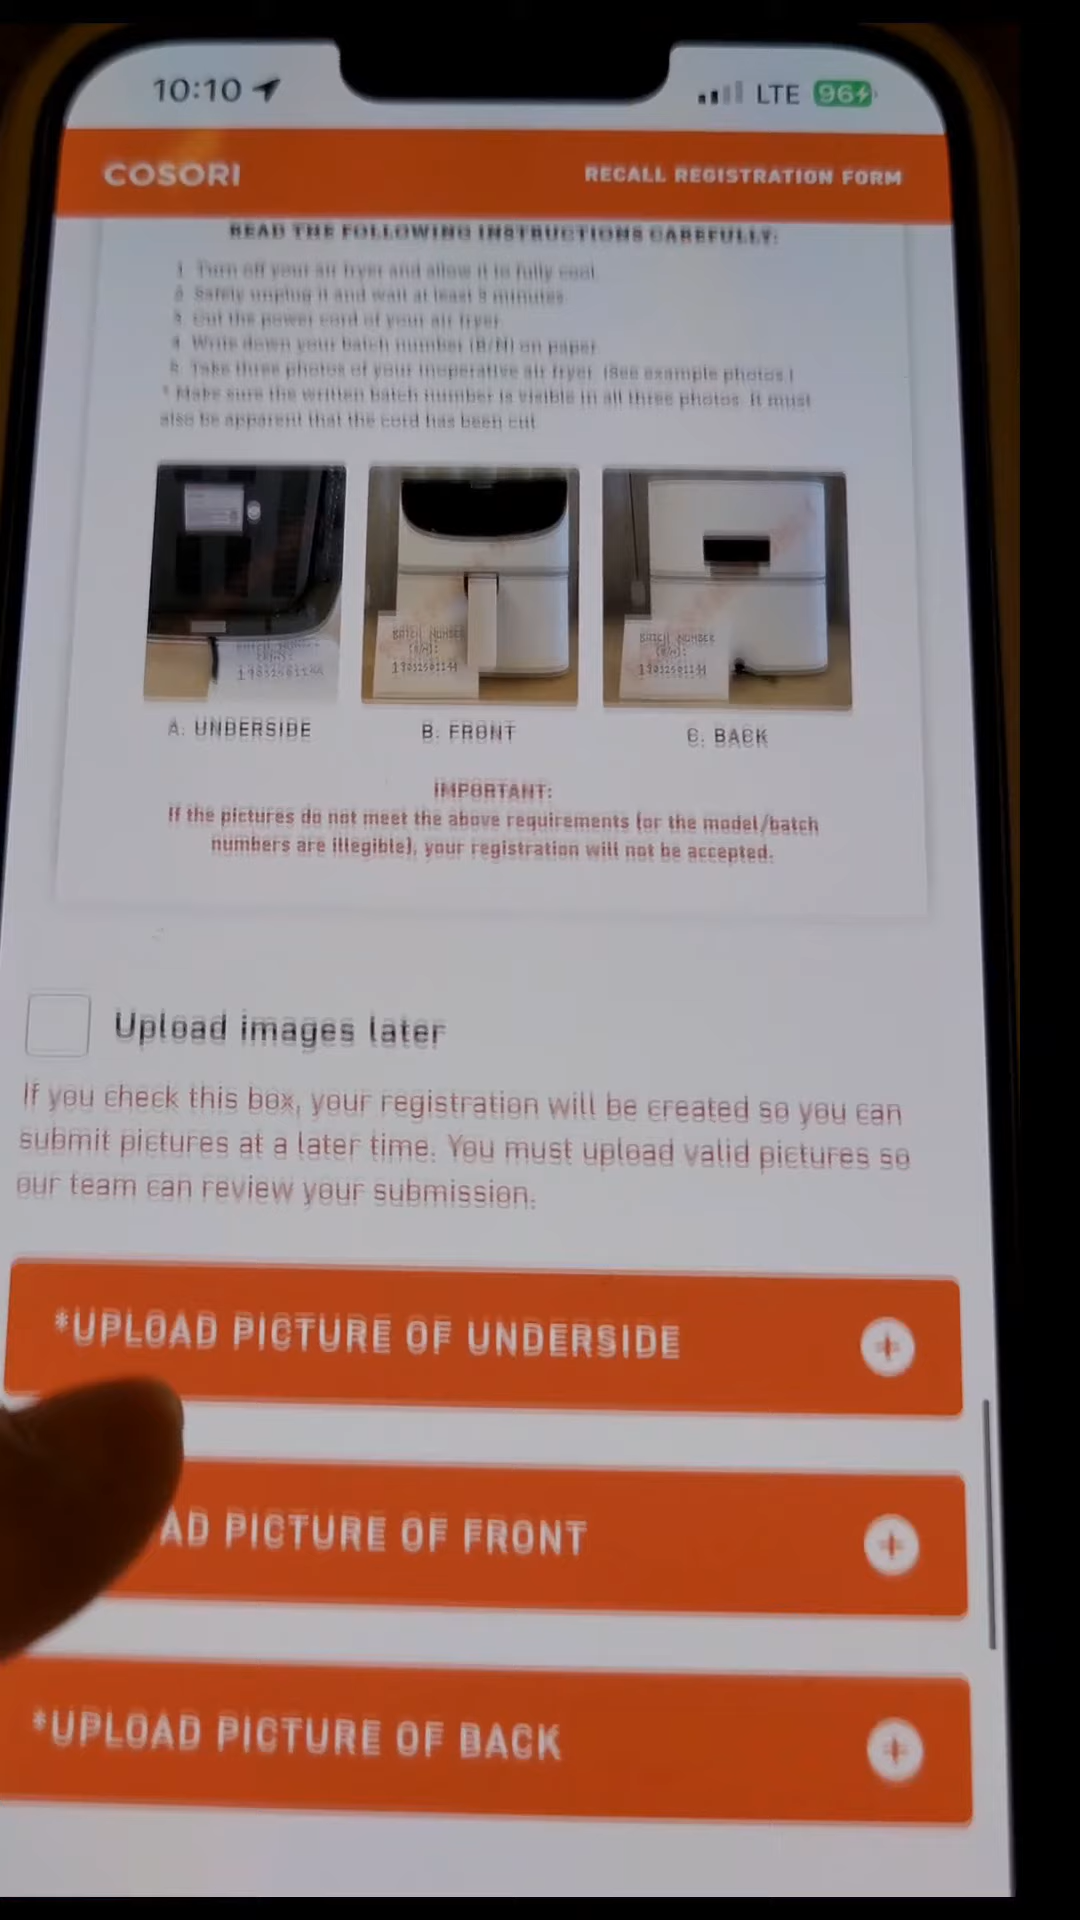 10:10
LTE 96
COSORI
RECALL REGISTRATION FORM
READ THE FOLLOWING INSTRUCTIONS CAREFULLY:
1. Turn off your air fryer and allow it to fully cool.
2. Safely unplug it and wait at least 5 minutes.
3. Cut the power cord of your air fryer.
4. Write down your batch number (B/N) on paper.
5. Take three photos of your inoperative air fryer. (See example photos.)
* Make sure the written batch number is visible in all three photos. It must
also be apparent that the cord has been cut.
BATCH NUMBER
(B/N):
BATCH NUMBER
(B/N):
BATCH NUMBER
(B/N):
A: UNDERSIDE
B: FRONT
C: BACK
IMPORTANT:
If the pictures do not meet the above requirements (or the model/batch
numbers are illegible), your registration will not be accepted.
Upload images later
If you check this box, your registration will be created so you can
submit pictures at a later time. You must upload valid pictures so
our team can review your submission.
*UPLOAD PICTURE OF UNDERSIDE
AD PICTURE OF FRONT
*UPLOAD PICTURE OF BACK